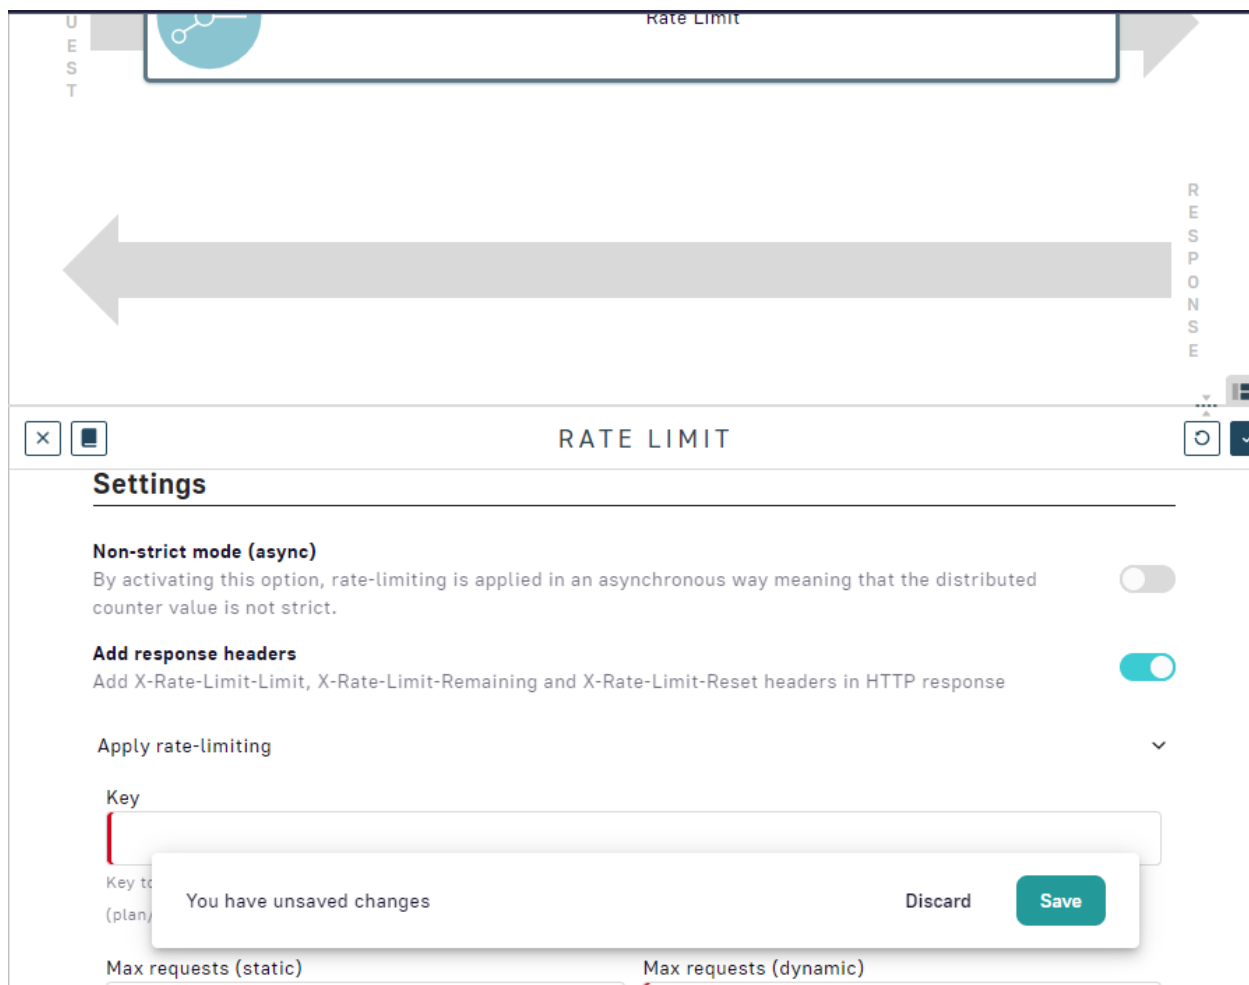 Rate Limit
U
E
S
T
R
E
S
P
O
N
S
E
RATE LIMIT
Settings
Non-strict mode (async)
By activating this option, rate-limiting is applied in an asynchronous way meaning that the distributed
counter value is not strict.
Add response headers
Add X-Rate-Limit-Limit, X-Rate-Limit-Remaining and X-Rate-Limit-Reset headers in HTTP response
Apply rate-limiting
Key
Key to
(plan/
You have unsaved changes
Discard
Save
Max requests (static)
Max requests (dynamic)